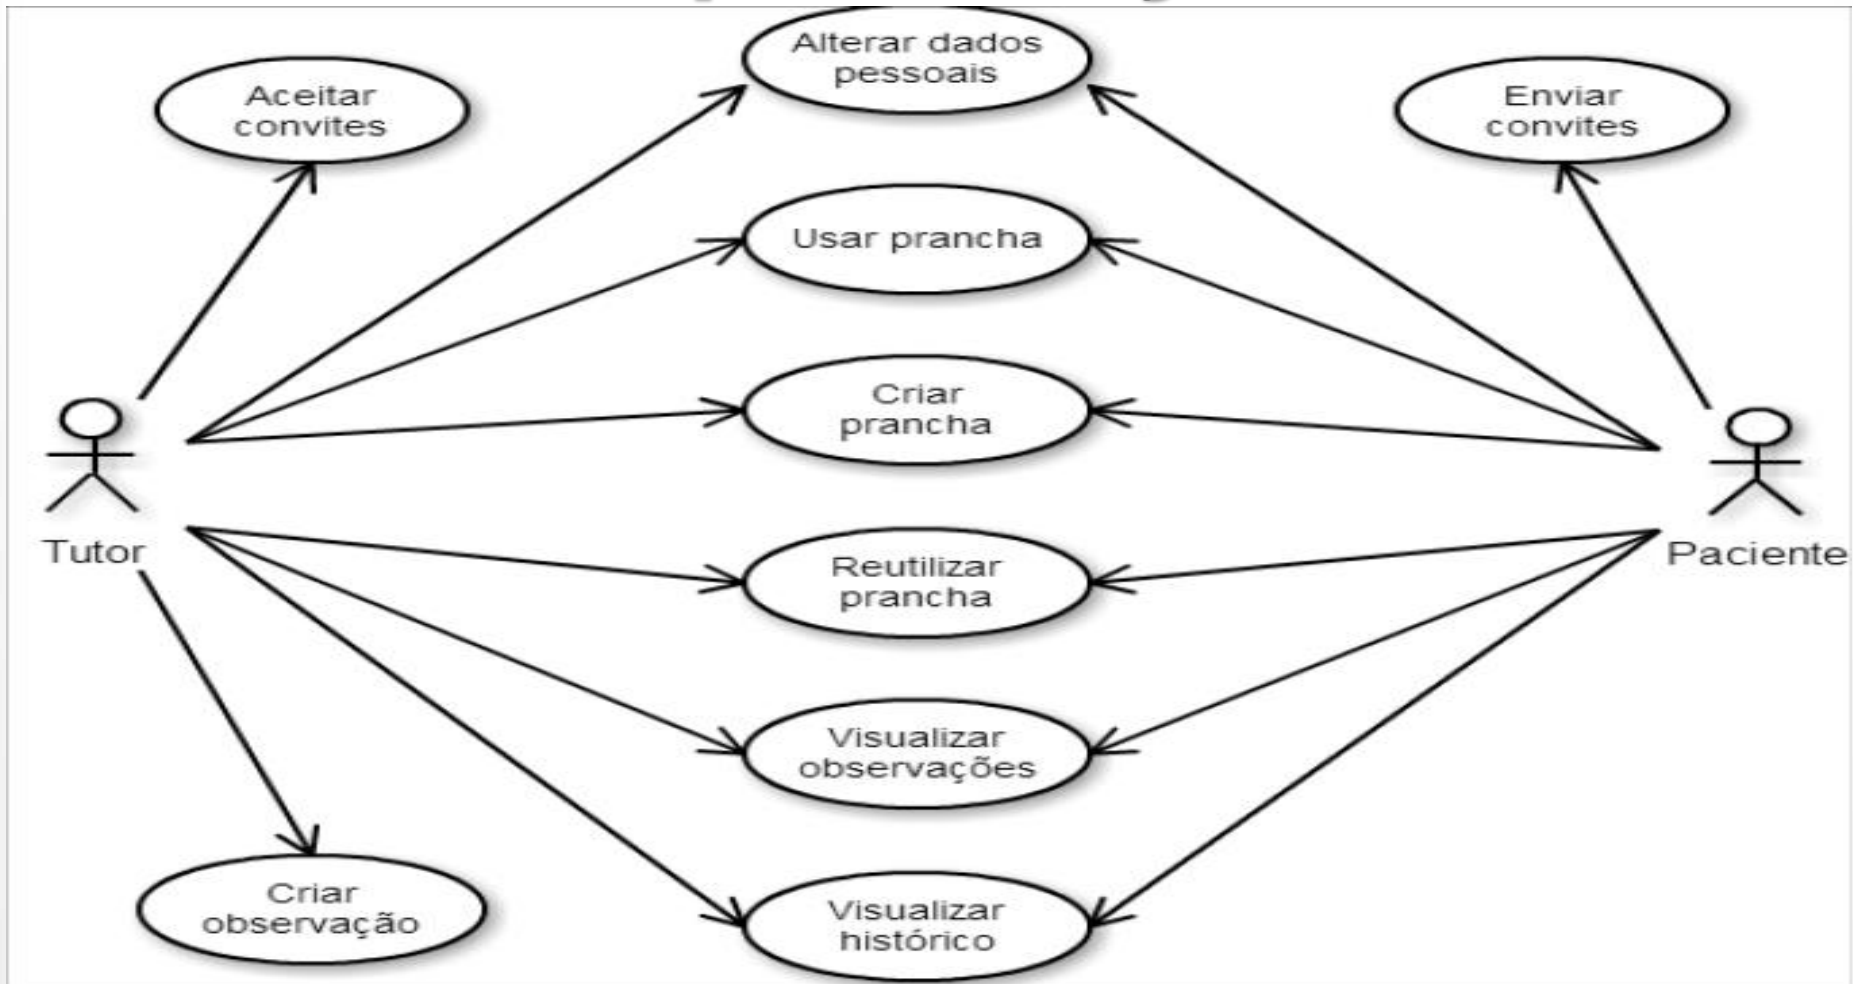 Alterar dados
pessoais
Aceitar
convites
Enviar
convites
Usar prancha
Criar
prancha
Tutor
Paciente
Reutilizar
prancha
Visualizar
observações
Criar
observação
Visualizar
histórico